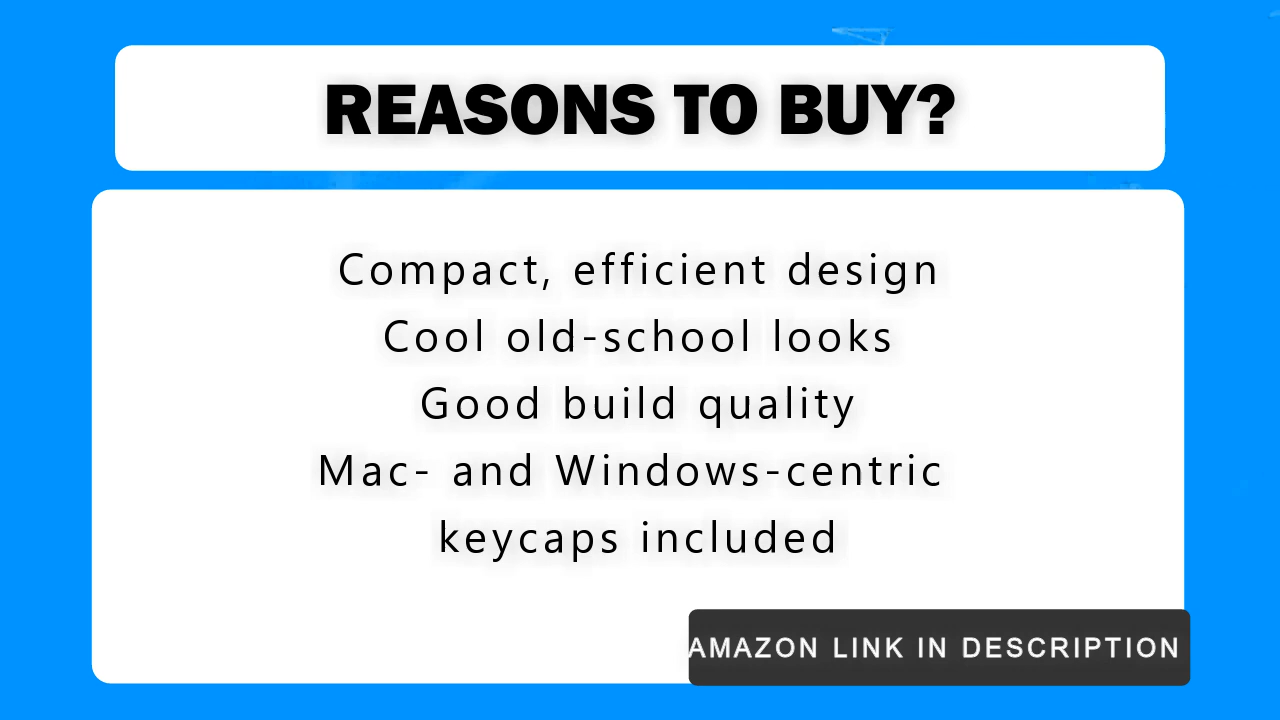 REASONS TO BUY?
Compact, efficient design
Cool old-school looks
Good build quality
Mac- and Windows-centric
keycaps included
AMAZON LINK IN DESCRIPTION